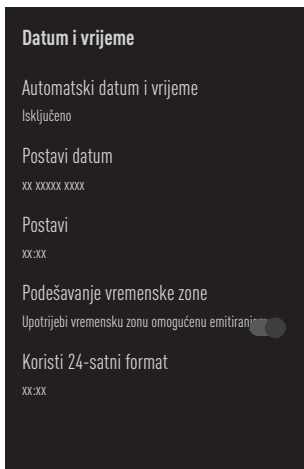 Datum i vrijeme
Automatski datum i vrijeme
Isključeno
Postavi datum
xx xxxxx xxxx
Postavi
xx:xx
Podešavanje vremenske zone
Upotrijebi vremensku zonu omogućenu
Koristi 24-satni format
xx:xx